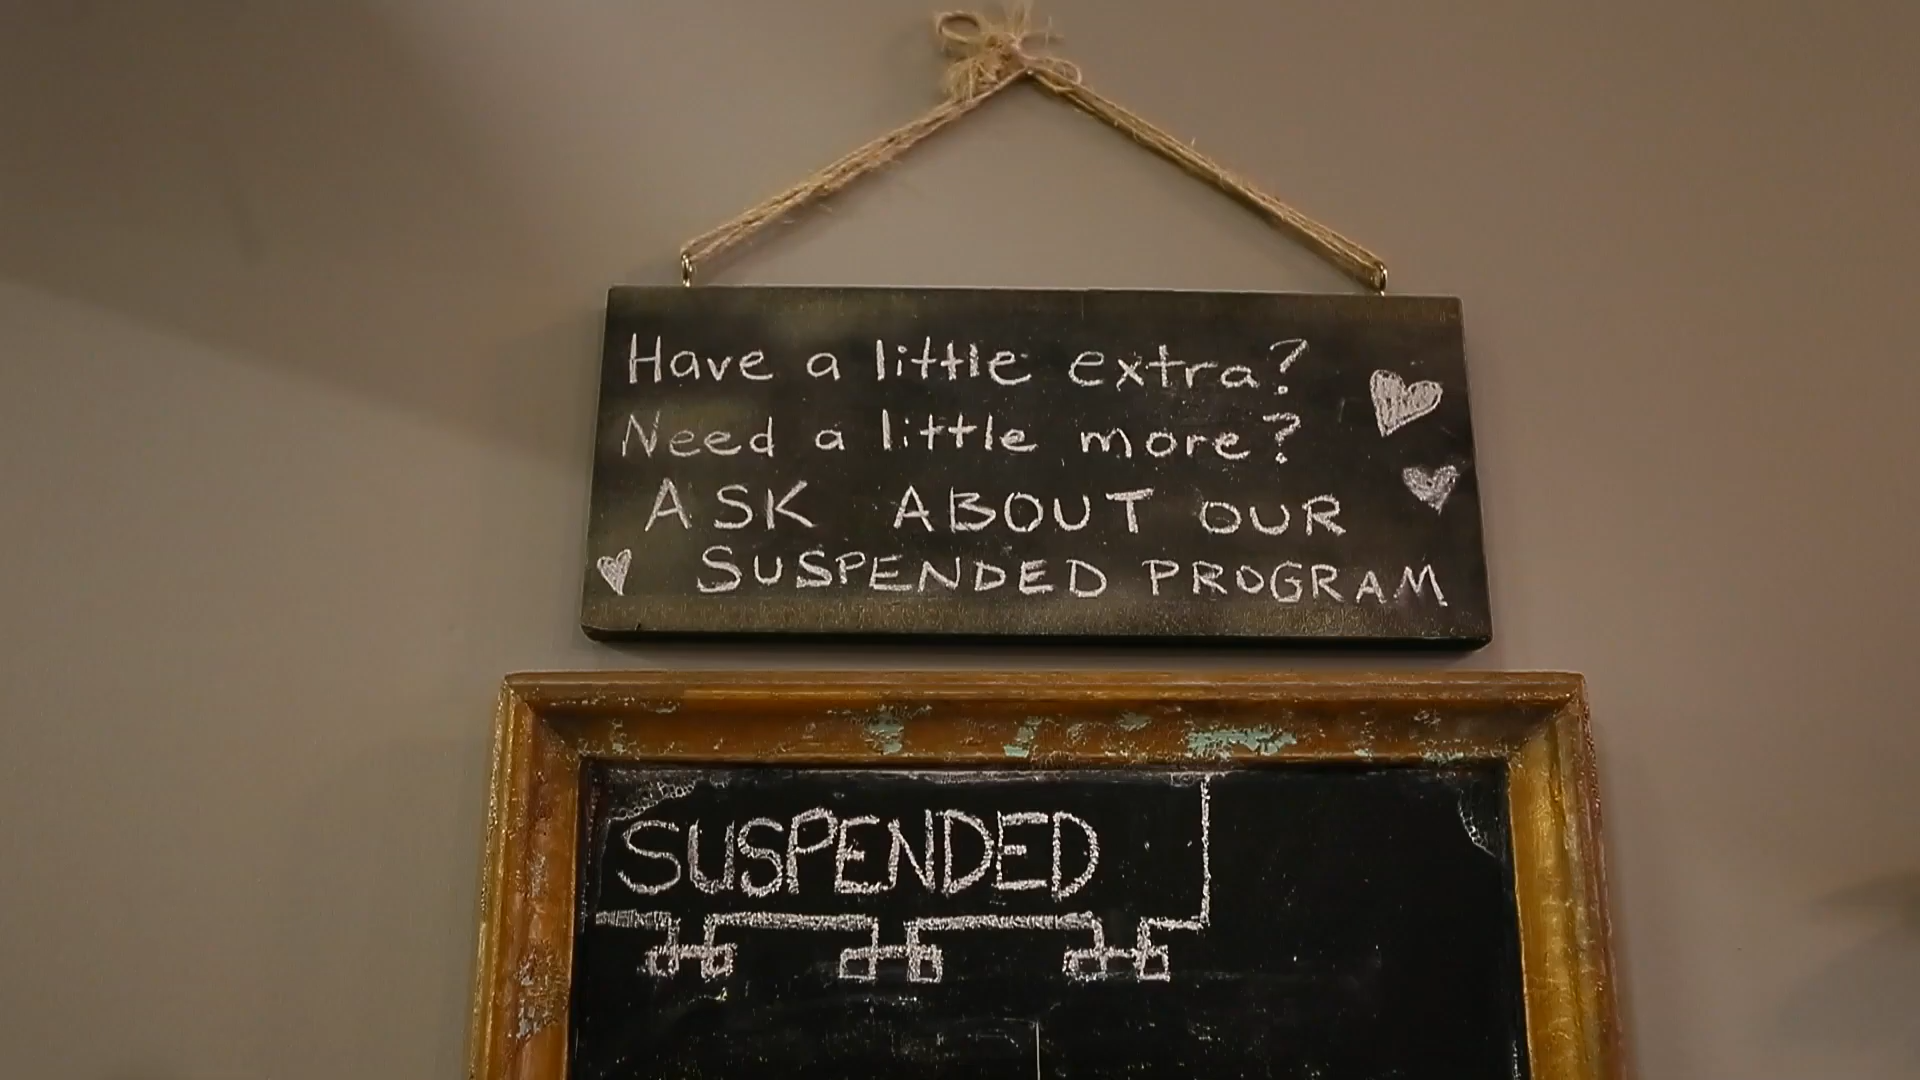 Have a little extra?
Need a little more?
ASK ABOUT OUR
SUSPENDED PROGRAM
SUSPENDED